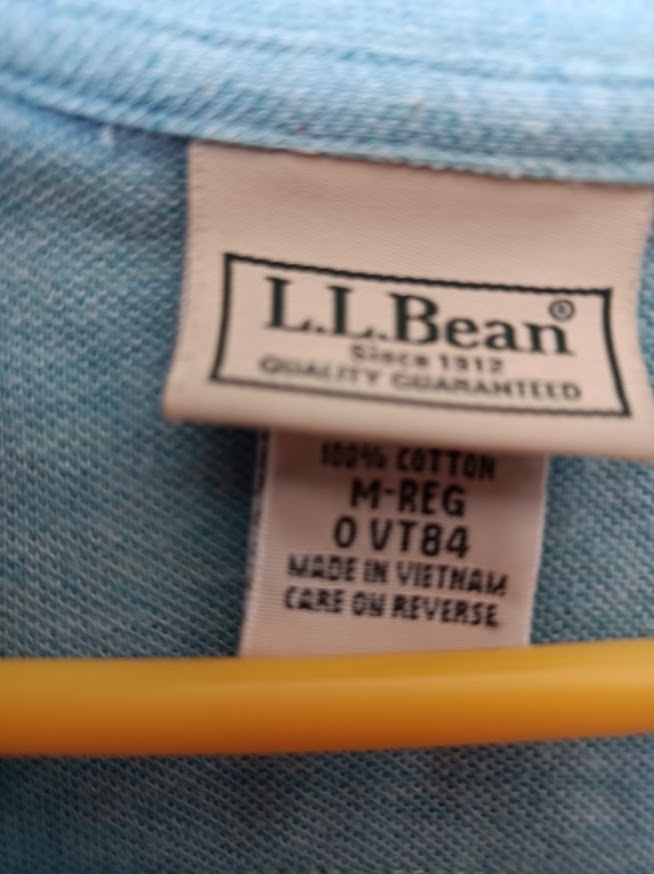 L.L.Bean®
Since 1912
QUALITY GUARANTEED
100% COTTON
M-REG
0 VT84
MADE IN VIETNAM
CARE ON REVERSE